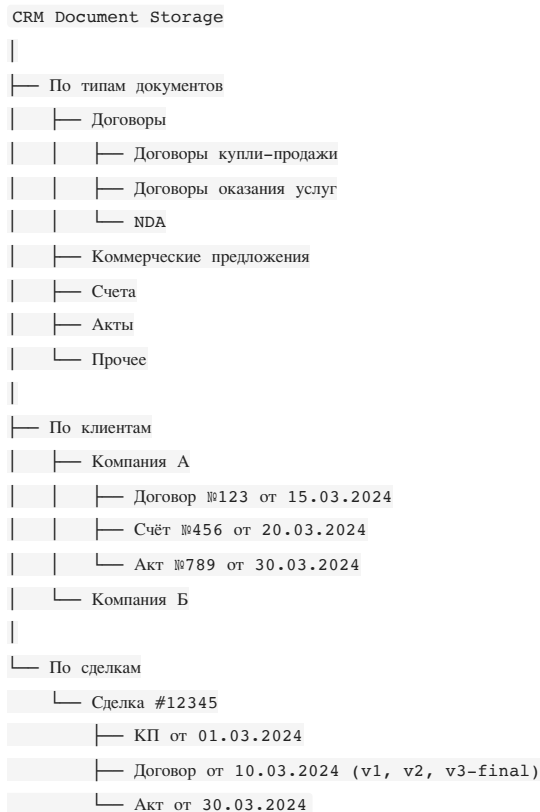 CRM Document Storage
│
├── По типам документов
│   ├── Договоры
│   │   ├── Договоры купли-продажи
│   │   ├── Договоры оказания услуг
│   │   └── NDA
│   ├── Коммерческие предложения
│   ├── Счета
│   ├── Акты
│   └── Прочее
│
├── По клиентам
│   ├── Компания А
│   │   ├── Договор №123 от 15.03.2024
│   │   ├── Счёт №456 от 20.03.2024
│   │   └── Акт №789 от 30.03.2024
│   └── Компания Б
│
└── По сделкам
    └── Сделка #12345
        ├── КП от 01.03.2024
        ├── Договор от 10.03.2024 (v1, v2, v3-final)
        └── Акт от 30.03.2024